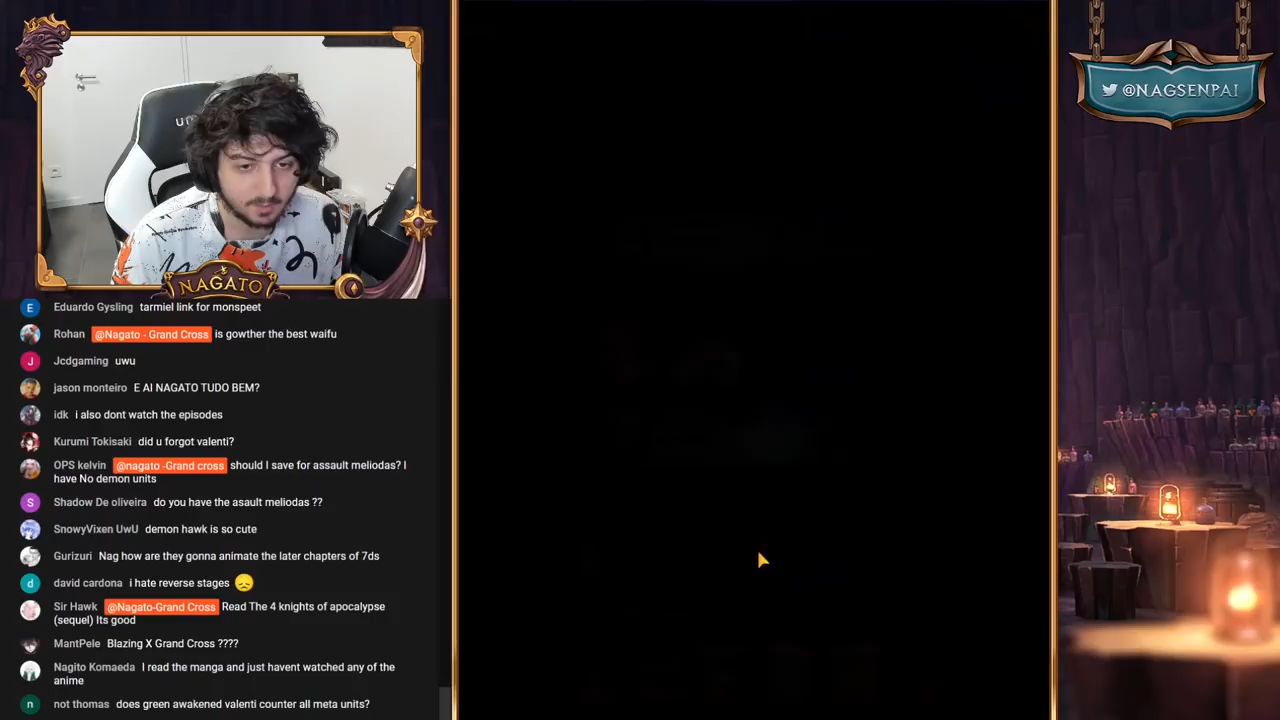 @NAGSENPAI
NAGATO
E Eduardo Gysling tarmiel link for monspeet
Rohan @Nagato - Grand Cross is gowther the best waifu
J Jcdgaming uwu
jason monteiro E AI NAGATO TUDO BEM?
idk i also dont watch the episodes
Kurumi Tokisaki did u forgot valenti?
OPS kelvin @nagato -Grand cross should I save for assault meliodas? I
have No demon units
S Shadow De oliveira do you have the asault meliodas ??
SnowyVixen UwU demon hawk is so cute
Gurizuri Nag how are they gonna animate the later chapters of 7ds
d david cardona i hate reverse stages
Sir Hawk @Nagato-Grand Cross Read The 4 knights of apocalypse
(sequel) Its good
MantPele Blazing X Grand Cross ????
Nagito Komaeda I read the manga and just havent watched any of the
anime
n not thomas does green awakened valenti counter all meta units?